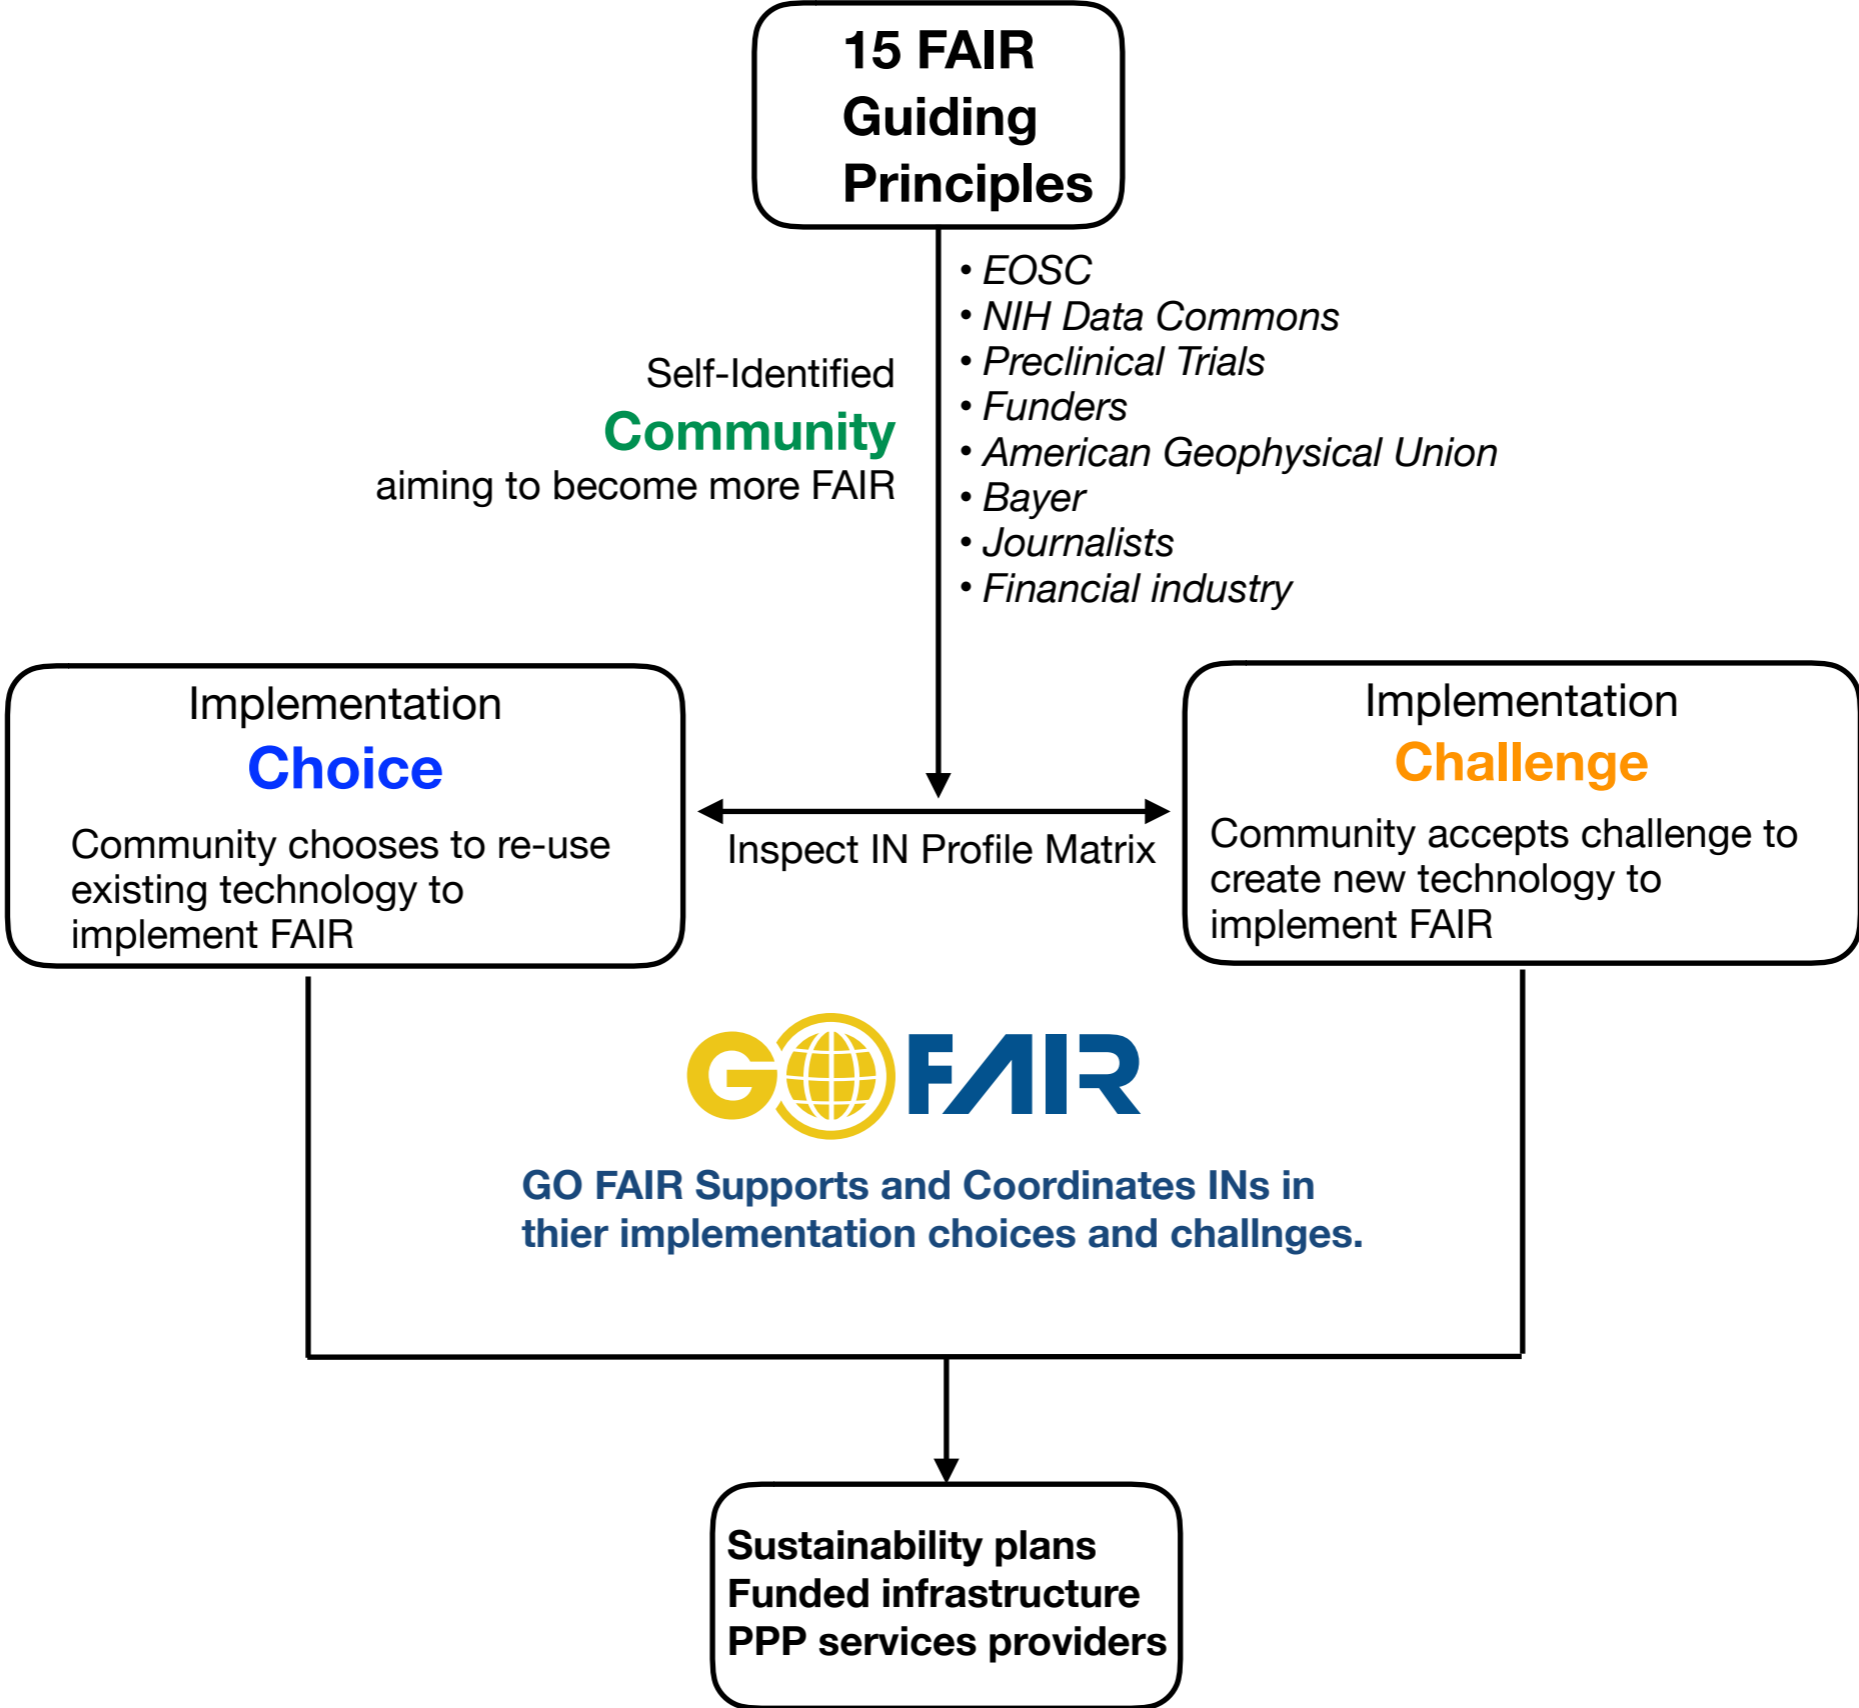 15 FAIR
Guiding
Principles
Self-Identified
Community
aiming to become more FAIR
• EOSC
• NIH Data Commons
• Preclinical Trials
• Funders
• American Geophysical Union
• Bayer
• Journalists
• Financial industry
Implementation
Choice
Community chooses to re-use
existing technology to
implement FAIR
Inspect IN Profile Matrix
Implementation
Challenge
Community accepts challenge to
create new technology to
implement FAIR
GO FAIR
GO FAIR Supports and Coordinates INs in
thier implementation choices and challnges.
Sustainability plans
Funded infrastructure
PPP services providers